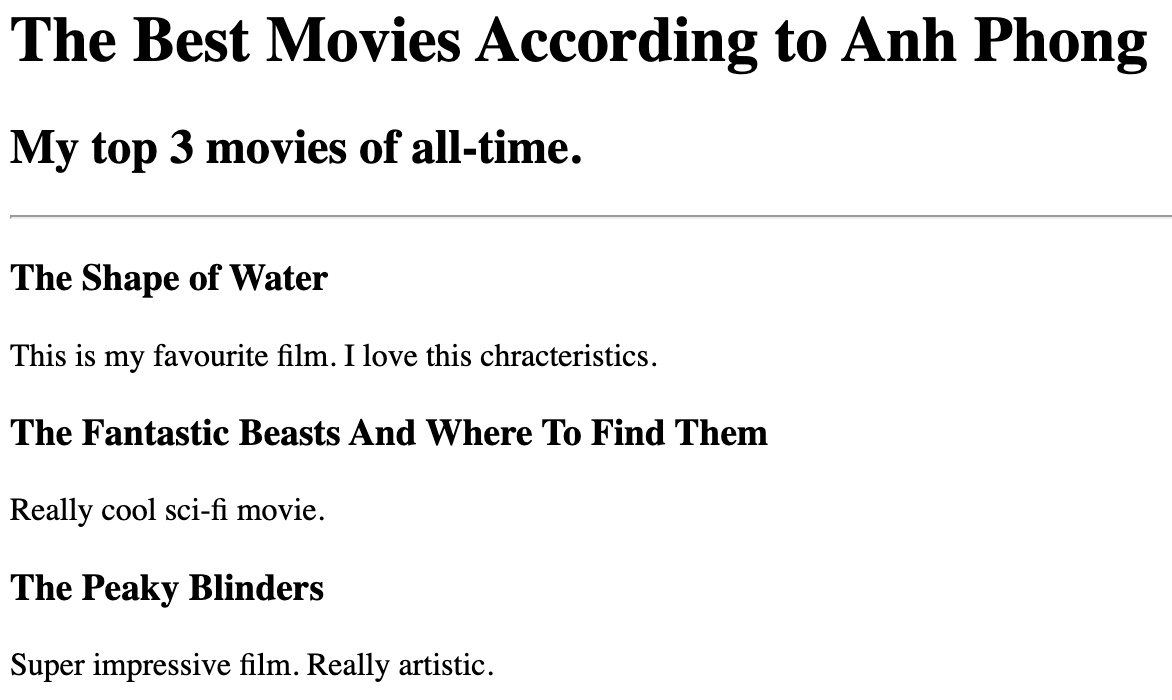 The Best Movies According to Anh Phong
My top 3 movies of all-time.
The Shape of Water
This is my favourite film. I love this chracteristics.
The Fantastic Beasts And Where To Find Them
Really cool sci-fi movie.
The Peaky Blinders
Super impressive film. Really artistic.